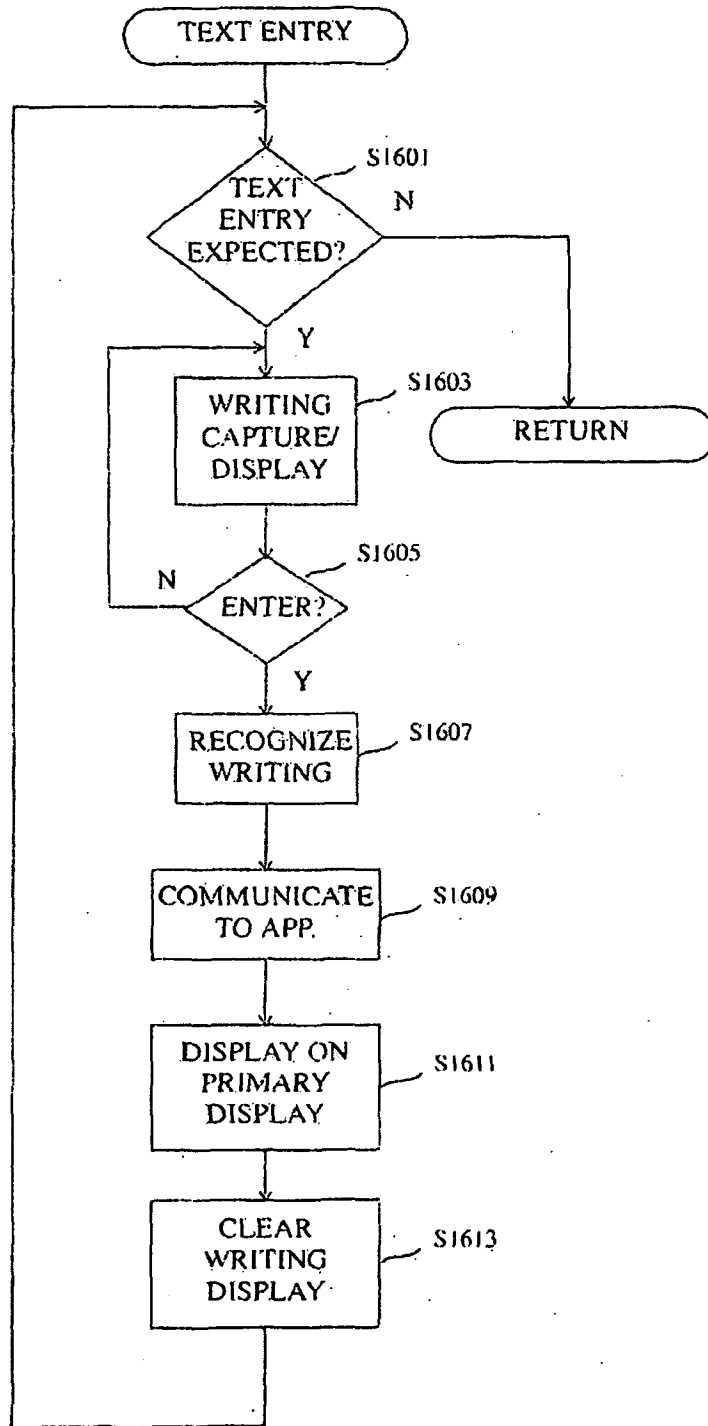 TEXT ENTRY
S1601
TEXT
ENTRY
EXPECTED?
N
Y
S1603
WRITING
CAPTURE/
DISPLAY
RETURN
S1605
N
ENTER?
Y
S1607
RECOGNIZE
WRITING
COMMUNICATE
TO APP.
S1609
DISPLAY ON
PRIMARY
DISPLAY
S1611
CLEAR
WRITING
DISPLAY
S1613